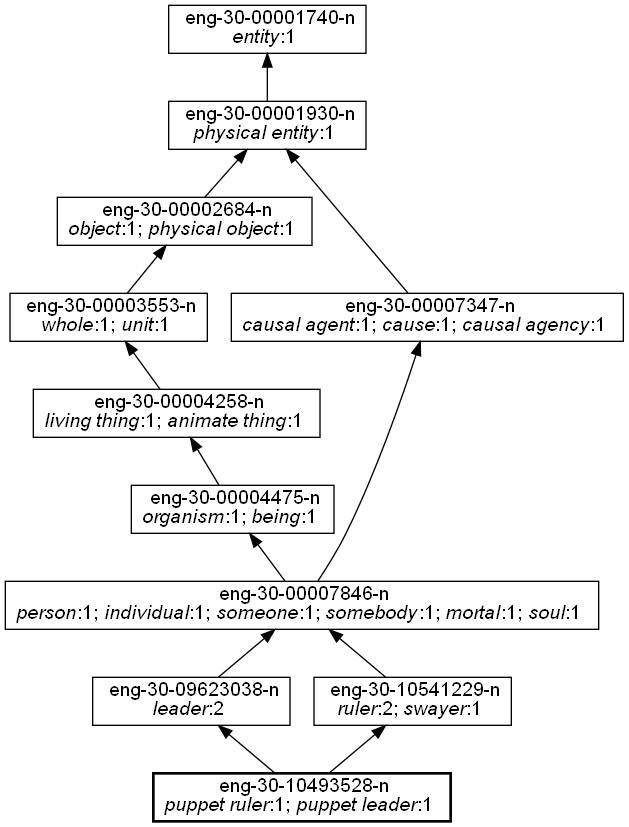 eng-30-00001740-n
entity:1
eng-30-00001930-n
physical entity:1
eng-30-00002684-n
object:1; physical object:1
eng-30-00003553-n
whole:1; unit:1
eng-30-00007347-n
causal agent:1; cause:1; causal agency:1
eng-30-00004258-n
living thing:1; animate thing:1
eng-30-00004475-n
organism:1; being:1
eng-30-00007846-n
person:1; individual:1; someone:1; somebody:1; mortal:1; soul:1
eng-30-09623038-n
leader:2
eng-30-10541229-n
ruler:2; swayer:1
eng-30-10493528-n
puppet ruler:1; puppet leader:1